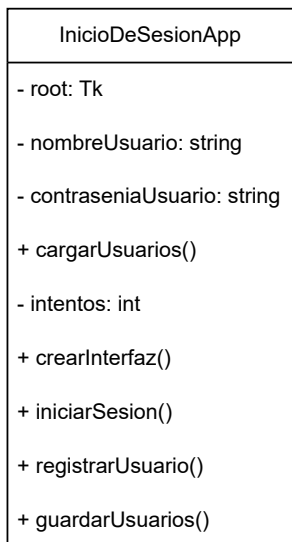 InicioDeSesionApp
- root: Tk
- nombreUsuario: string
- contraseniaUsuario: string
+ cargarUsuarios()
- intentos: int
+ crearInterfaz()
+ iniciarSesion()
+ registrarUsuario()
+ guardarUsuarios()